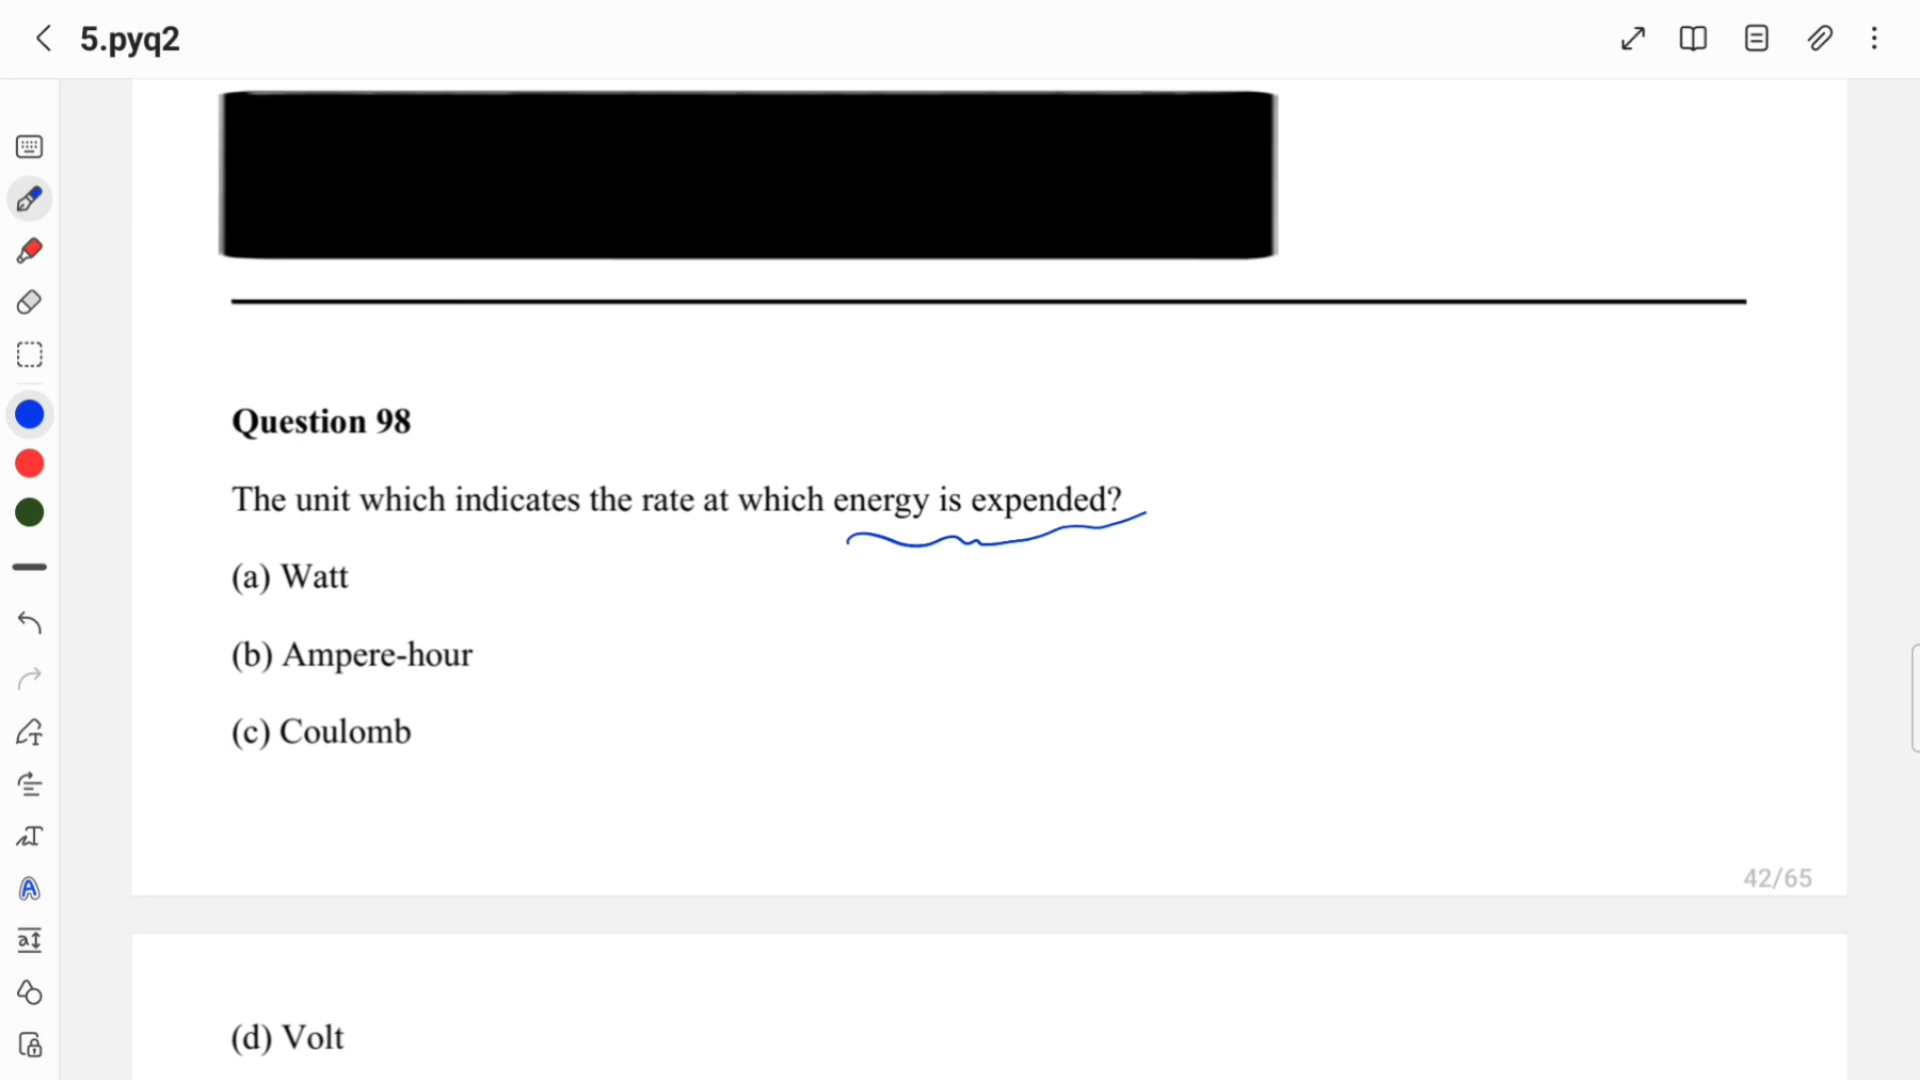 5.pyq2
Question 98
The unit which indicates the rate at which energy is expended?
(a) Watt
(b) Ampere-hour
(c) Coulomb
42/65
(d) Volt